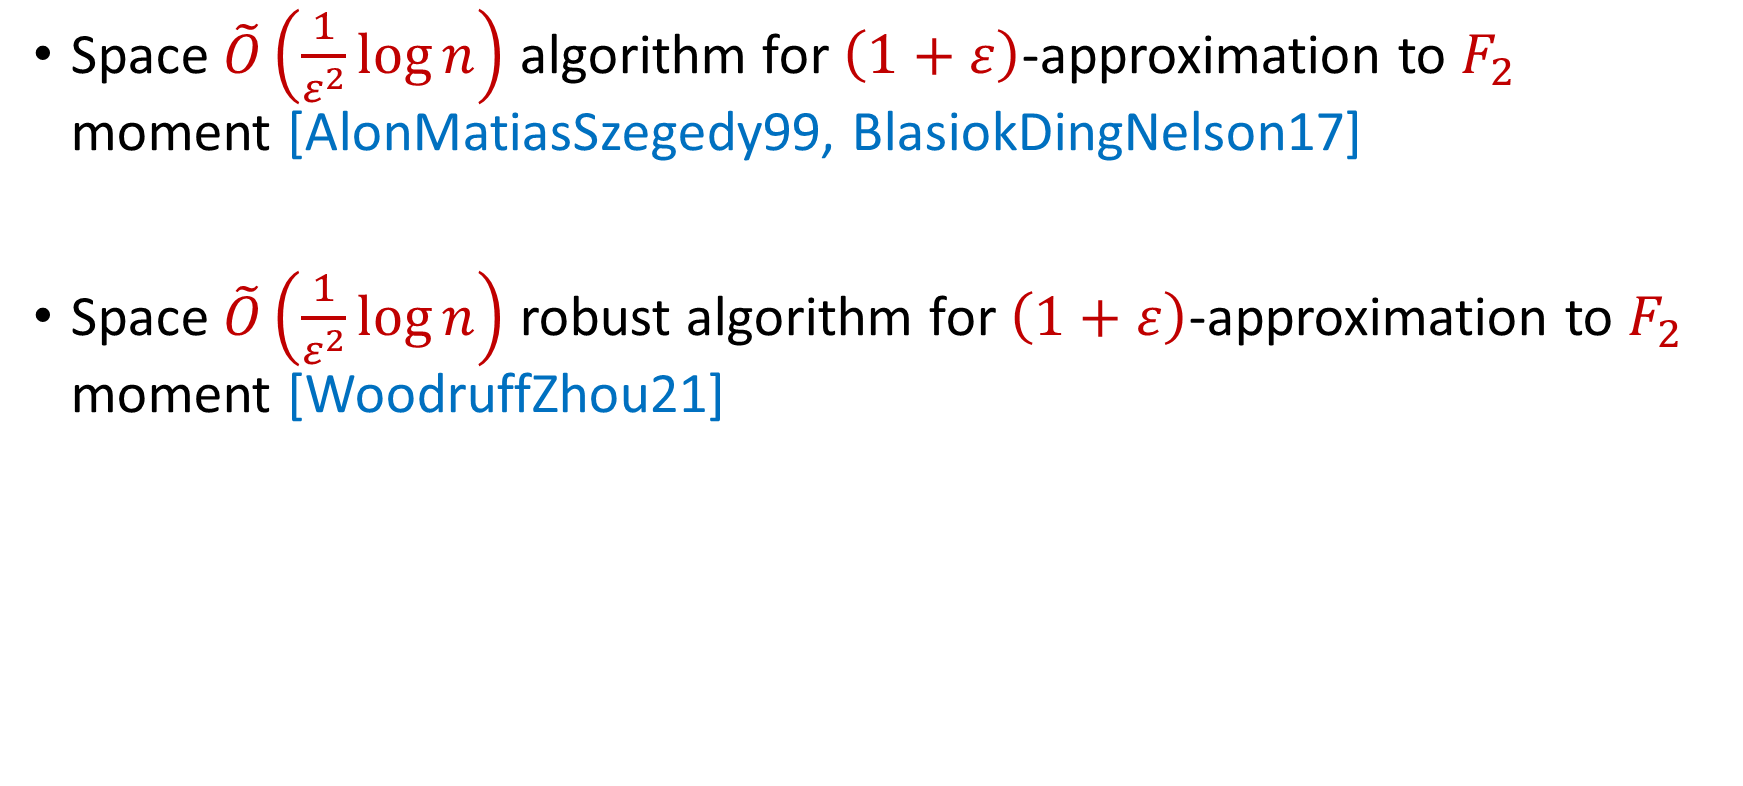 • Space Õ(1/ε² log n) algorithm for (1 + ε)-approximation to F₂
moment [AlonMatiasSzegedy99, BlasiokDingNelson17]
• Space Õ(1/ε² log n) robust algorithm for (1 + ε)-approximation to F₂
moment [WoodruffZhou21]